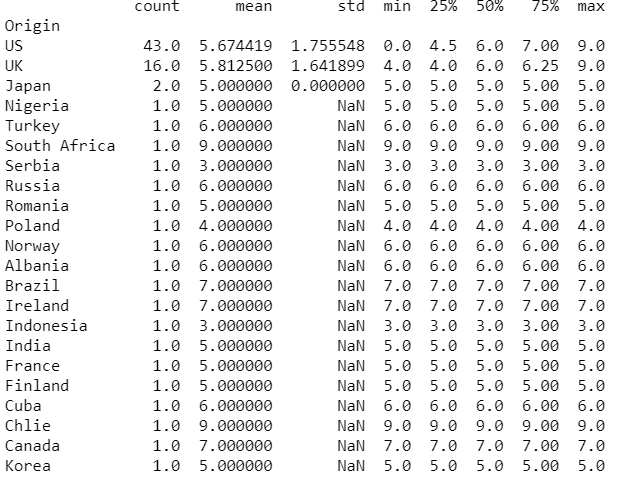 count mean std min 25% 50% 75% max
Origin
US 43.0 5.674419 1.755548 0.0 4.5 6.0 7.00 9.0
UK 16.0 5.812500 1.641899 4.0 4.0 6.0 6.25 9.0
Japan 2.0 5.000000 0.000000 5.0 5.0 5.0 5.00 5.0
Nigeria 1.0 5.000000 NaN 5.0 5.0 5.0 5.00 5.0
Turkey 1.0 6.000000 NaN 6.0 6.0 6.0 6.00 6.0
South Africa 1.0 9.000000 NaN 9.0 9.0 9.0 9.00 9.0
Serbia 1.0 3.000000 NaN 3.0 3.0 3.0 3.00 3.0
Russia 1.0 6.000000 NaN 6.0 6.0 6.0 6.00 6.0
Romania 1.0 5.000000 NaN 5.0 5.0 5.0 5.00 5.0
Poland 1.0 4.000000 NaN 4.0 4.0 4.0 4.00 4.0
Norway 1.0 6.000000 NaN 6.0 6.0 6.0 6.00 6.0
Albania 1.0 6.000000 NaN 6.0 6.0 6.0 6.00 6.0
Brazil 1.0 7.000000 NaN 7.0 7.0 7.0 7.00 7.0
Ireland 1.0 7.000000 NaN 7.0 7.0 7.0 7.00 7.0
Indonesia 1.0 3.000000 NaN 3.0 3.0 3.0 3.00 3.0
India 1.0 5.000000 NaN 5.0 5.0 5.0 5.00 5.0
France 1.0 5.000000 NaN 5.0 5.0 5.0 5.00 5.0
Finland 1.0 5.000000 NaN 5.0 5.0 5.0 5.00 5.0
Cuba 1.0 6.000000 NaN 6.0 6.0 6.0 6.00 6.0
Chlie 1.0 9.000000 NaN 9.0 9.0 9.0 9.00 9.0
Canada 1.0 7.000000 NaN 7.0 7.0 7.0 7.00 7.0
Korea 1.0 5.000000 NaN 5.0 5.0 5.0 5.00 5.0